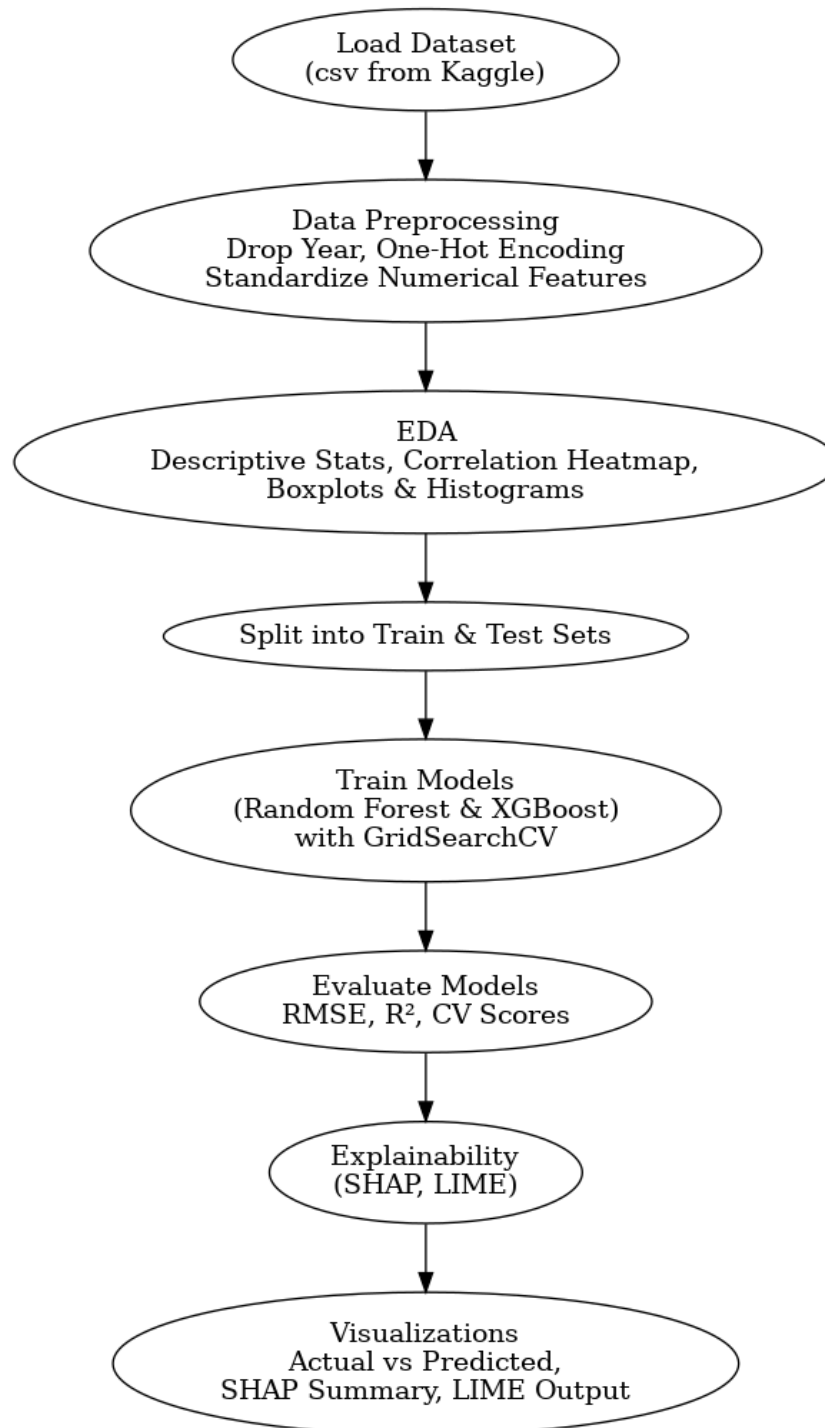 Load Dataset
(csv from Kaggle)
Data Preprocessing
Drop Year, One-Hot Encoding
Standardize Numerical Features
EDA
Descriptive Stats, Correlation Heatmap,
Boxplots & Histograms
Split into Train & Test Sets
Train Models
(Random Forest & XGBoost)
with GridSearchCV
Evaluate Models
RMSE, R², CV Scores
Explainability
(SHAP, LIME)
Visualizations
Actual vs Predicted,
SHAP Summary, LIME Output